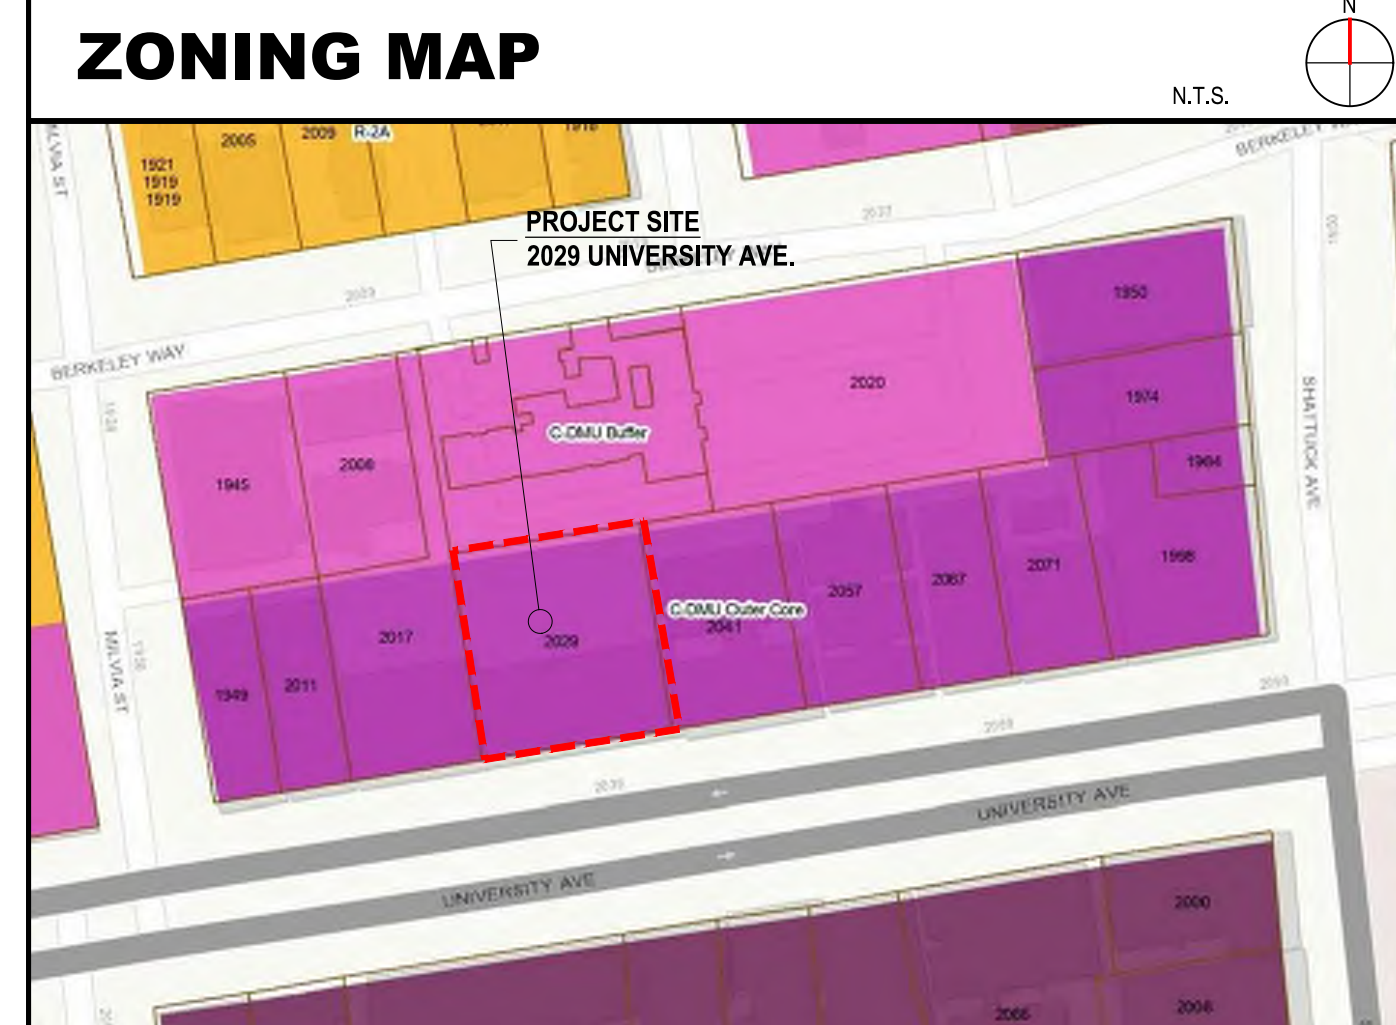 ZONING MAP
N
N.T.S.
2005
2009
R-2A
1921
1919
1919
BERKELEY WAY
2037
PROJECT SITE
2029 UNIVERSITY AVE.
BERKELEY WAY
1950
2020
1974
SHATTUCK AVE
C-DMU Buffer
1945
2008
1998
2071
2067
2057
C-DMU Outer Core
2041
2017
2029
2011
1949
MILVIA ST
UNIVERSITY AVE
UNIVERSITY AVE
2000
2066
2008